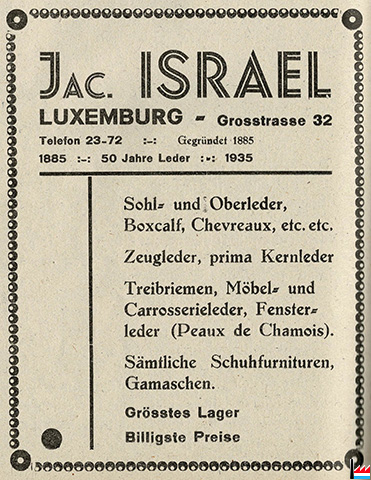 JAC. ISRAEL
LUXEMBURG - Grosstrasse 32
Telefon 23-72 :-: Gegründet 1885
1885 :-: 50 Jahre Leder :-: 1935
Sohl- und Oberleder,
Boxcalf, Chevreaux, etc. etc.
Zeugleder, prima Kernleder
Treibriemen, Möbel- und
Carrosserieleder, Fenster-
leder (Peaux de Chamois).
Sämtliche Schuhfurnituren,
Gamaschen.
Grösstes Lager
Billigste Preise